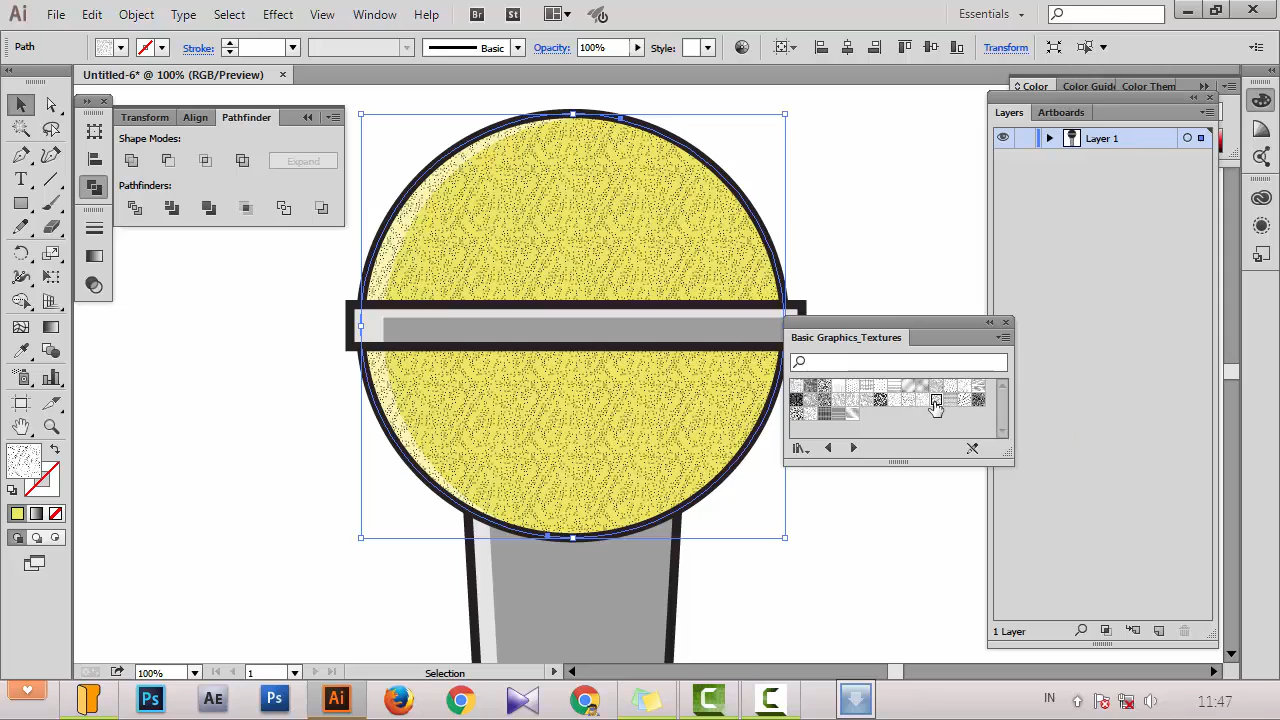 Ai File Edit Object Type Select Effect View Window Help Br St Essentials
Path Stroke: Basic Opacity: 100% Style: Transform
Untitled-6* @ 100% (RGB/Preview)
Color Color Guide Color Them
Transform Align Pathfinder
Layers Artboards
Shape Modes:
Layer 1
Expand
Pathfinders:
Basic Graphics_Textures
1 Layer
100% 1 Selection
Ps AE Ps Ai IN 11:47